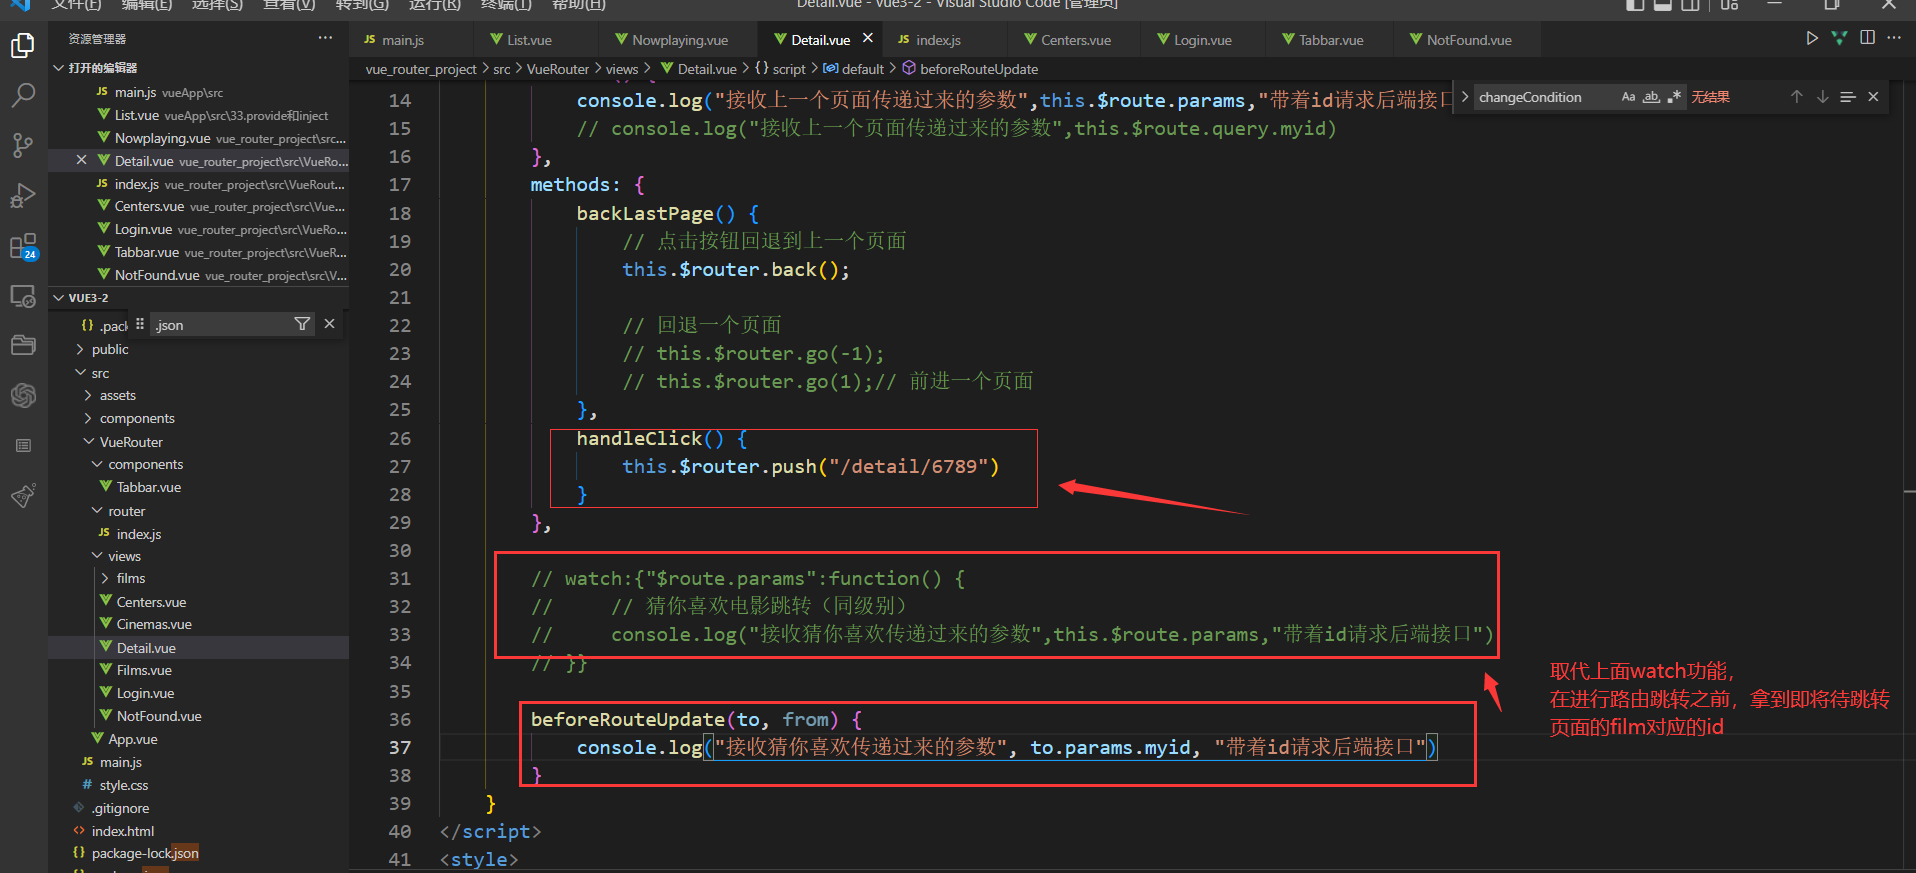 文件(F) 编辑(E) 选择(S) 查看(V) 转到(G) 运行(R) 终端(T) 帮助(H) Detail.vue - Vue3-2 - Visual Studio Code [管理员]
资源管理器 ···
JS main.js List.vue Nowplaying.vue Detail.vue JS index.js Centers.vue Login.vue Tabbar.vue NotFound.vue
vue_router_project > src > VueRouter > views > Detail.vue > {} script > default > beforeRouteUpdate
changeCondition Aa ab .* 无结果
打开的编辑器
JS main.js vueApp\src
List.vue vueApp\src\33.provide和inject
Nowplaying.vue vue_router_project\src...
Detail.vue vue_router_project\src\VueRo...
JS index.js vue_router_project\src\VueRout...
Centers.vue vue_router_project\src\Vue...
Login.vue vue_router_project\src\VueRo...
Tabbar.vue vue_router_project\src\VueR...
NotFound.vue vue_router_project\src\V...
24
VUE3-2
{} .pack
.json
public
src
assets
components
VueRouter
components
Tabbar.vue
router
JS index.js
views
films
Centers.vue
Cinemas.vue
Detail.vue
Films.vue
Login.vue
NotFound.vue
App.vue
JS main.js
# style.css
.gitignore
<> index.html
{} package-lock.json
14 console.log("接收上一个页面传递过来的参数",this.$route.params,"带着id请求后端接口
15 // console.log("接收上一个页面传递过来的参数",this.$route.query.myid)
16 },
17 methods: {
18 backLastPage() {
19 // 点击按钮回退到上一个页面
20 this.$router.back();
21
22 // 回退一个页面
23 // this.$router.go(-1);
24 // this.$router.go(1);// 前进一个页面
25 },
26 handleClick() {
27 this.$router.push("/detail/6789")
28 }
29 },
30
31 // watch:{"$route.params":function() {
32 // // 猜你喜欢电影跳转（同级别）
33 // console.log("接收猜你喜欢传递过来的参数",this.$route.params,"带着id请求后端接口")
34 // }}
35
36 beforeRouteUpdate(to, from) {
37 console.log("接收猜你喜欢传递过来的参数", to.params.myid, "带着id请求后端接口")
38 }
39 }
40 </script>
41 <style>
取代上面watch功能，
在进行路由跳转之前，拿到即将待跳转
页面的film对应的id